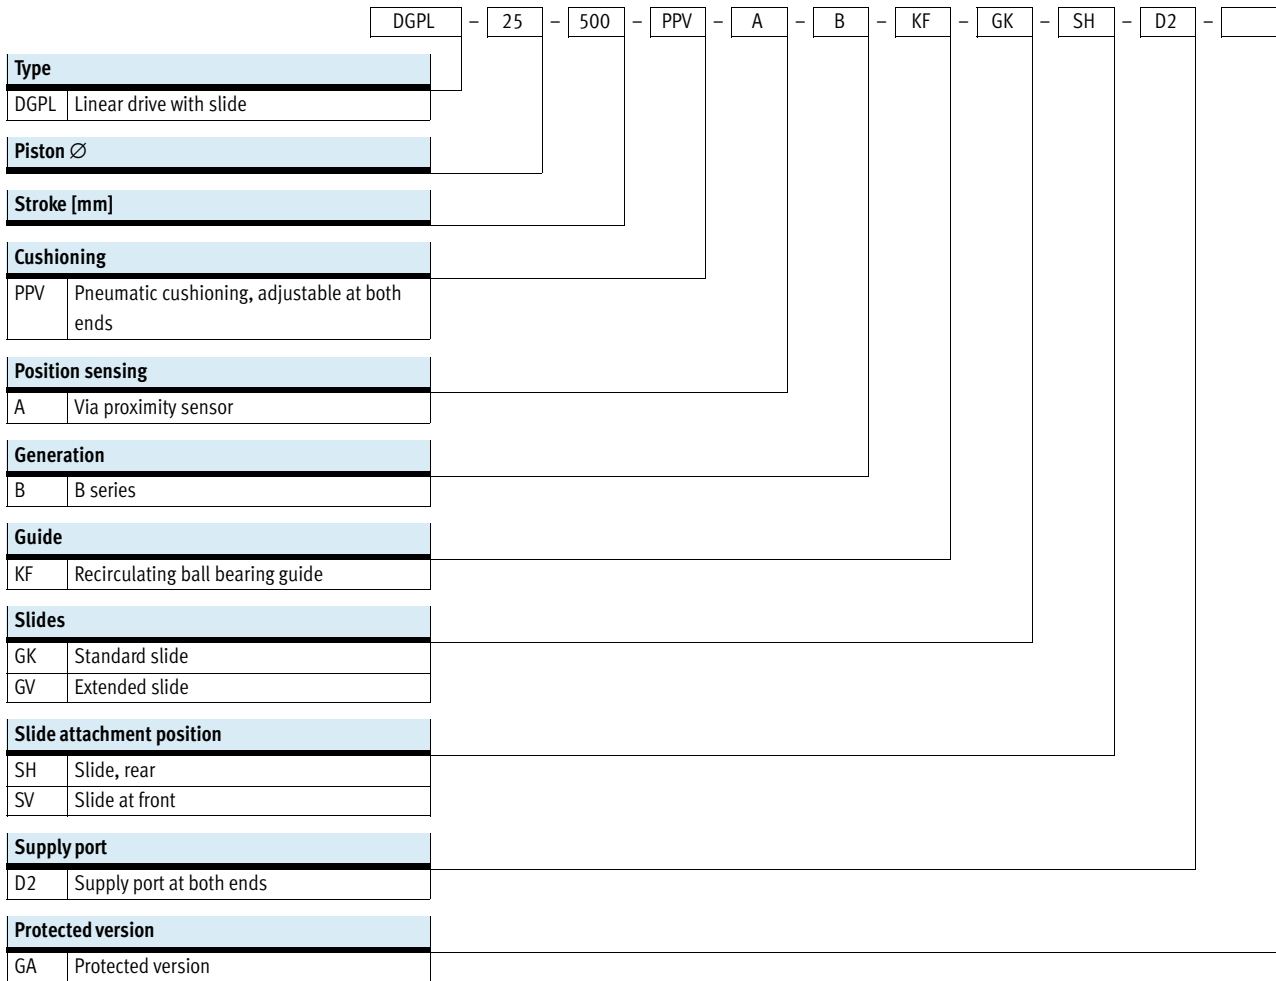 DGPL – 25 – 500 – PPV – A – B – KF – GK – SH – D2 –
Type
DGPL Linear drive with slide
Piston ∅
Stroke [mm]
Cushioning
PPV Pneumatic cushioning, adjustable at both
ends
Position sensing
A Via proximity sensor
Generation
B B series
Guide
KF Recirculating ball bearing guide
Slides
GK Standard slide
GV Extended slide
Slide attachment position
SH Slide, rear
SV Slide at front
Supply port
D2 Supply port at both ends
Protected version
GA Protected version